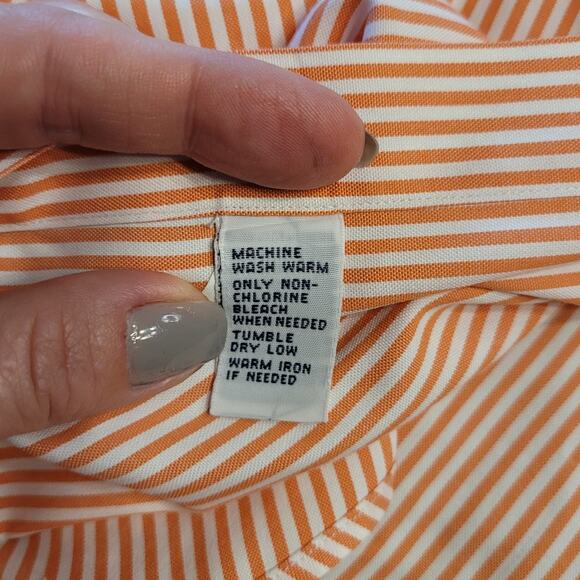 MACHINE
WASH WARM
ONLY NON-
CHLORINE
BLEACH
WHEN NEEDED
TUMBLE
DRY LOW
WARM IRON
IF NEEDED